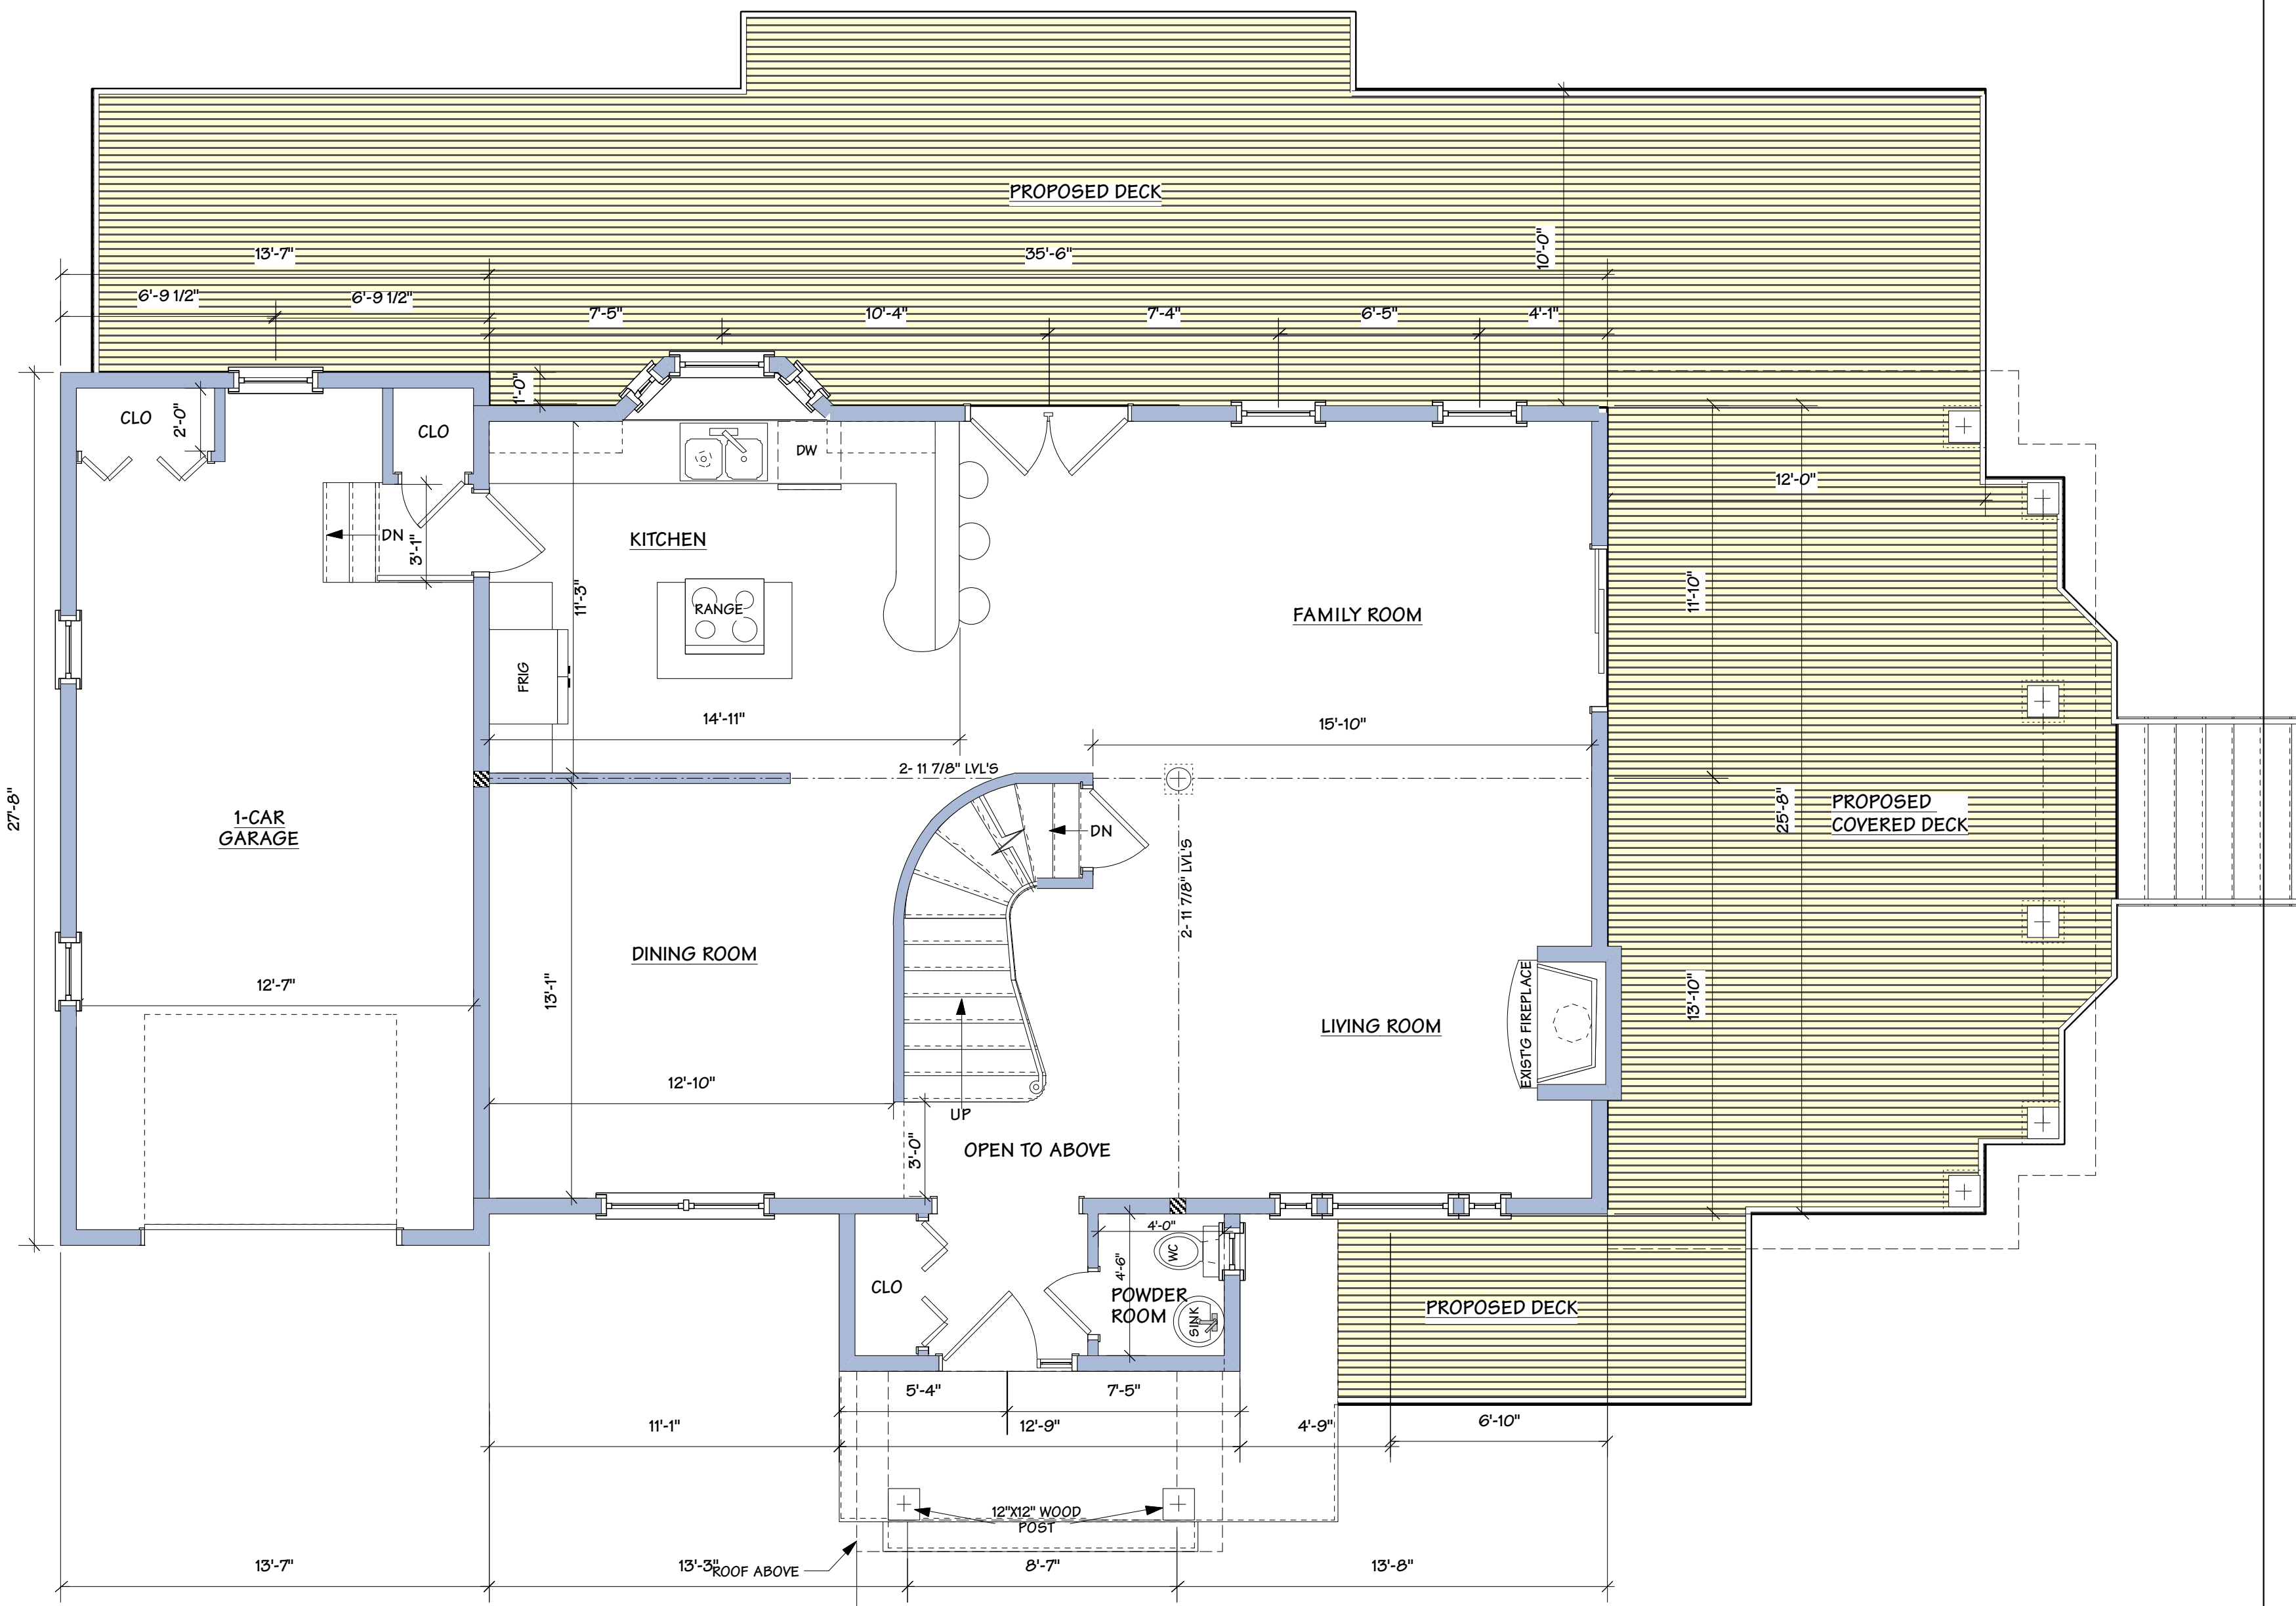 PROPOSED DECK
13'-7"
35'-6"
10'-0"
6'-9 1/2"
6'-9 1/2"
7'-5"
10'-4"
7'-4"
6'-5"
4'-1"
1'-0"
CLO
2'-0"
CLO
DW
12'-0"
DN
3'-1"
KITCHEN
11'-3"
RANGE
FAMILY ROOM
11'-10"
FRIG
14'-11"
15'-10"
2- 11 7/8" LVL'S
27'-8"
1-CAR
GARAGE
DN
2- 11 7/8" LVL'S
25'-8"
PROPOSED
COVERED DECK
DINING ROOM
13'-1"
12'-7"
13'-10"
LIVING ROOM
EXIST'G FIREPLACE
12'-10"
UP
3'-0"
OPEN TO ABOVE
4'-0"
WC
4'-6"
CLO
POWDER
ROOM
SINK
PROPOSED DECK
5'-4"
7'-5"
11'-1"
12'-9"
4'-9"
6'-10"
12"X12" WOOD
POST
13'-7"
13'-3"
ROOF ABOVE
8'-7"
13'-8"